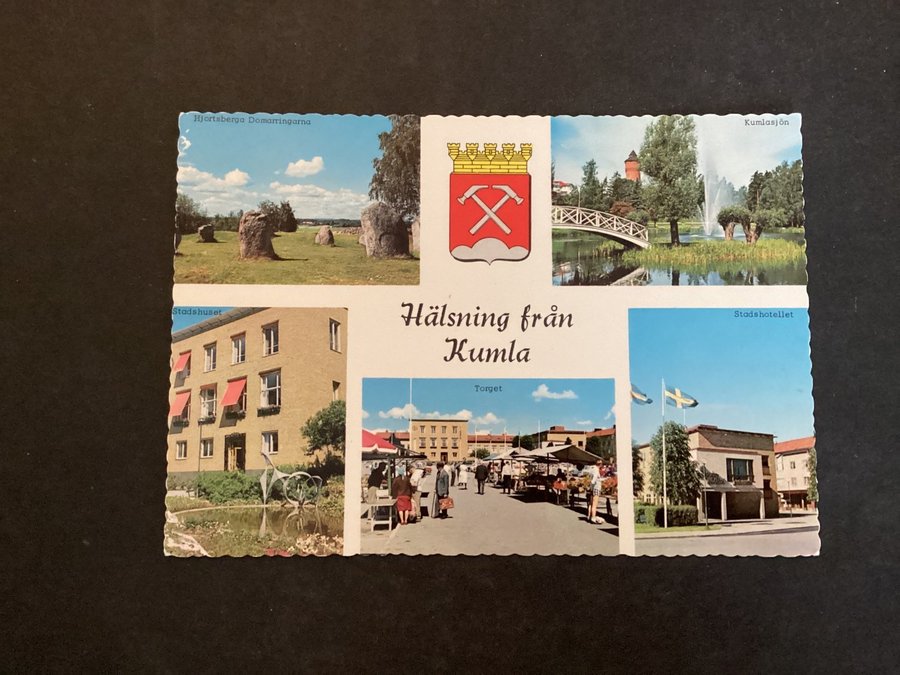 Hjortsberga Domarringarna
Kumlasjön
Stadshuset
Hälsning från
Kumla
Stadshotellet
Torget